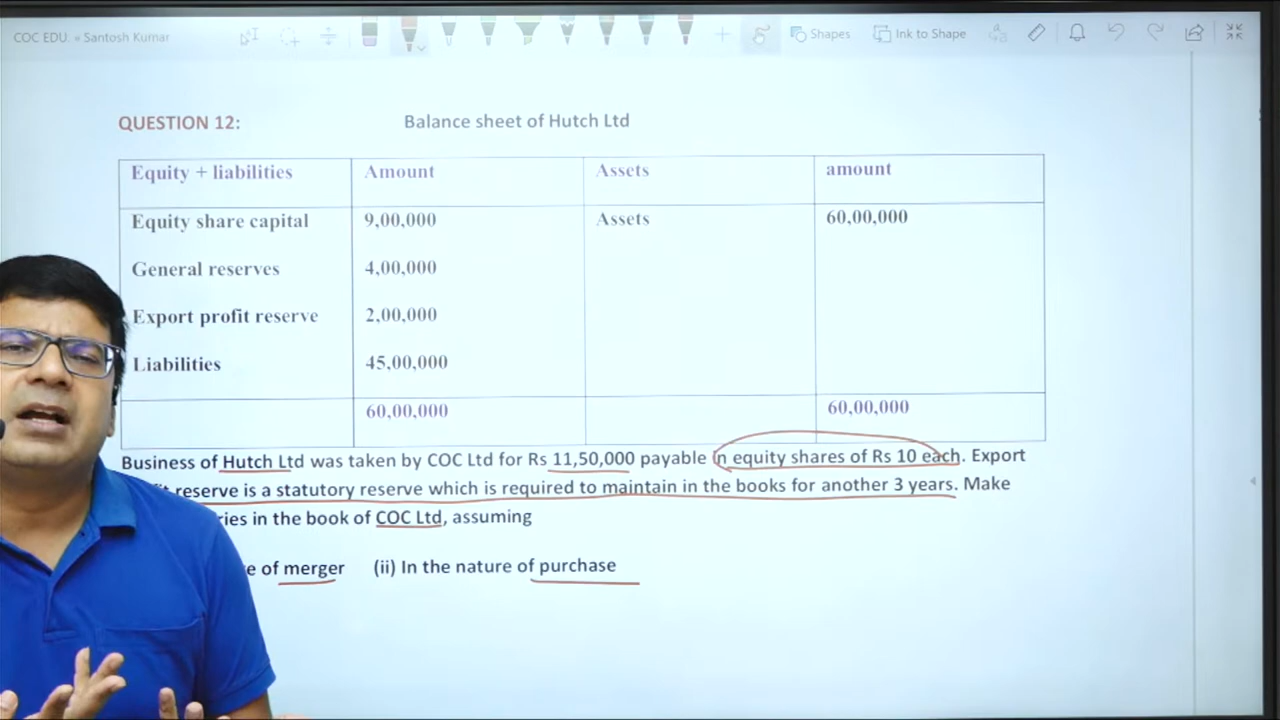 COC EDU. - Santosh Kumar
Shapes
Ink to Shape
QUESTION 12: Balance sheet of Hutch Ltd
Equity + liabilities Amount Assets amount
Equity share capital 9,00,000 Assets 60,00,000
General reserves 4,00,000
Export profit reserve 2,00,000
Liabilities 45,00,000
60,00,000 60,00,000
Business of Hutch Ltd was taken by COC Ltd for Rs 11,50,000 payable in equity shares of Rs 10 each. Export
reserve is a statutory reserve which is required to maintain in the books for another 3 years. Make
in the book of COC Ltd, assuming
of merger (ii) In the nature of purchase